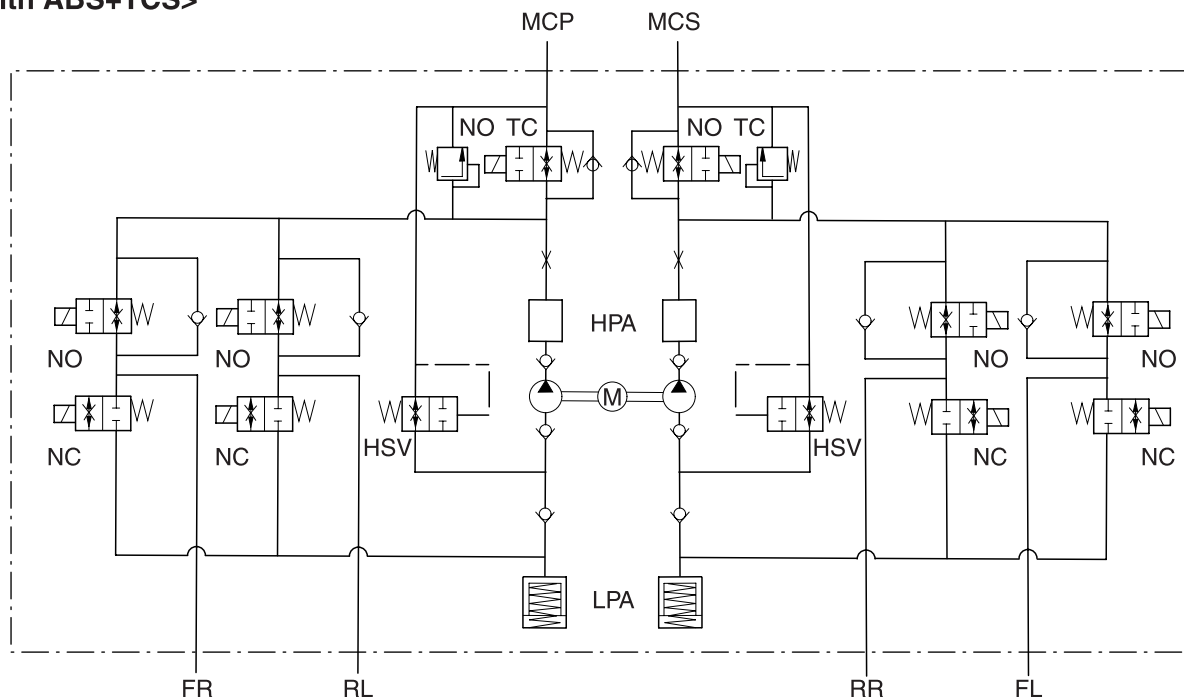 ith ABS+TCS>
MCP MCS
NO TC NO TC
HPA
NO NO NO NO
M
HSV HSV
NC NC NC NC
LPA
FR RL RR FL